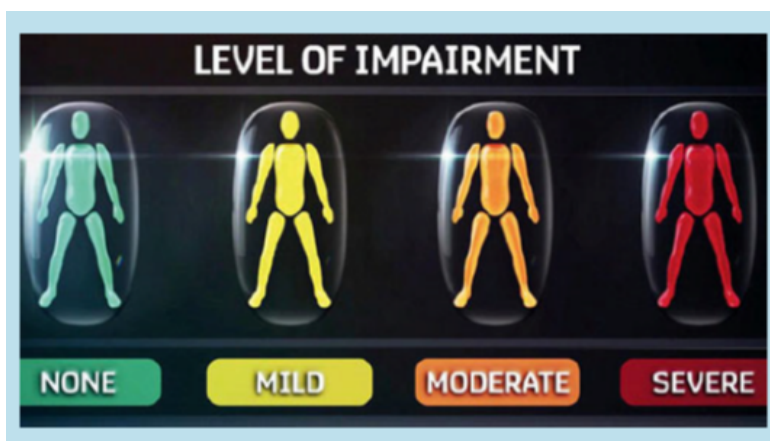 LEVEL OF IMPAIRMENT
NONE
MILD
MODERATE
SEVERE